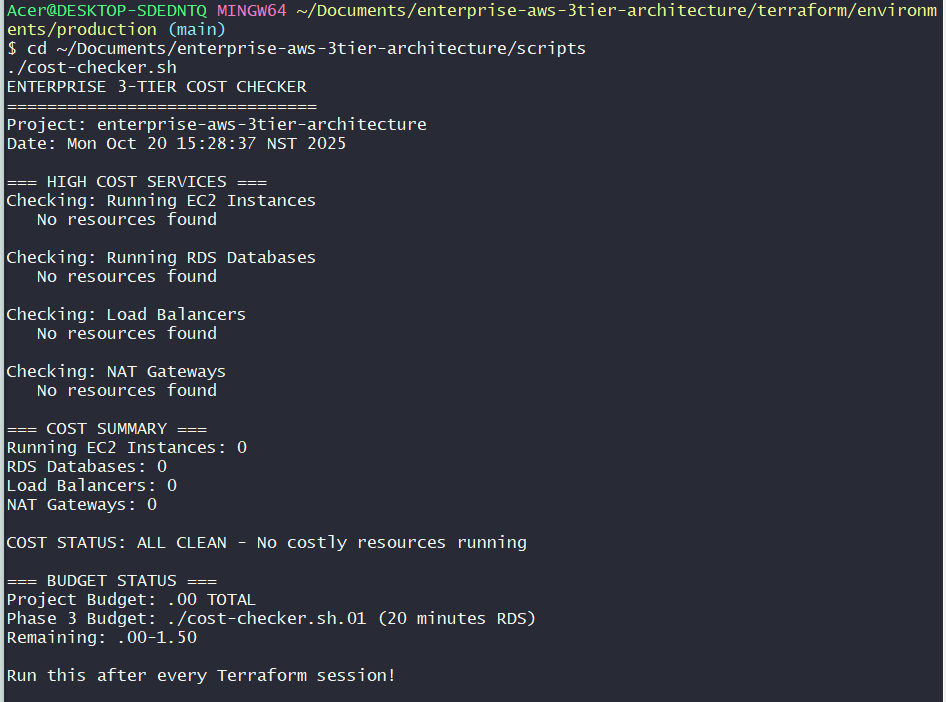 Acer@DESKTOP-SDEDNTQ MINGW64 ~/Documents/enterprise-aws-3tier-architecture/terraform/environm
ents/production (main)
$ cd ~/Documents/enterprise-aws-3tier-architecture/scripts
./cost-checker.sh
ENTERPRISE 3-TIER COST CHECKER
===============================
Project: enterprise-aws-3tier-architecture
Date: Mon Oct 20 15:28:37 NST 2025

=== HIGH COST SERVICES ===
Checking: Running EC2 Instances
   No resources found

Checking: Running RDS Databases
   No resources found

Checking: Load Balancers
   No resources found

Checking: NAT Gateways
   No resources found

=== COST SUMMARY ===
Running EC2 Instances: 0
RDS Databases: 0
Load Balancers: 0
NAT Gateways: 0

COST STATUS: ALL CLEAN - No costly resources running

=== BUDGET STATUS ===
Project Budget: .00 TOTAL
Phase 3 Budget: ./cost-checker.sh.01 (20 minutes RDS)
Remaining: .00-1.50

Run this after every Terraform session!